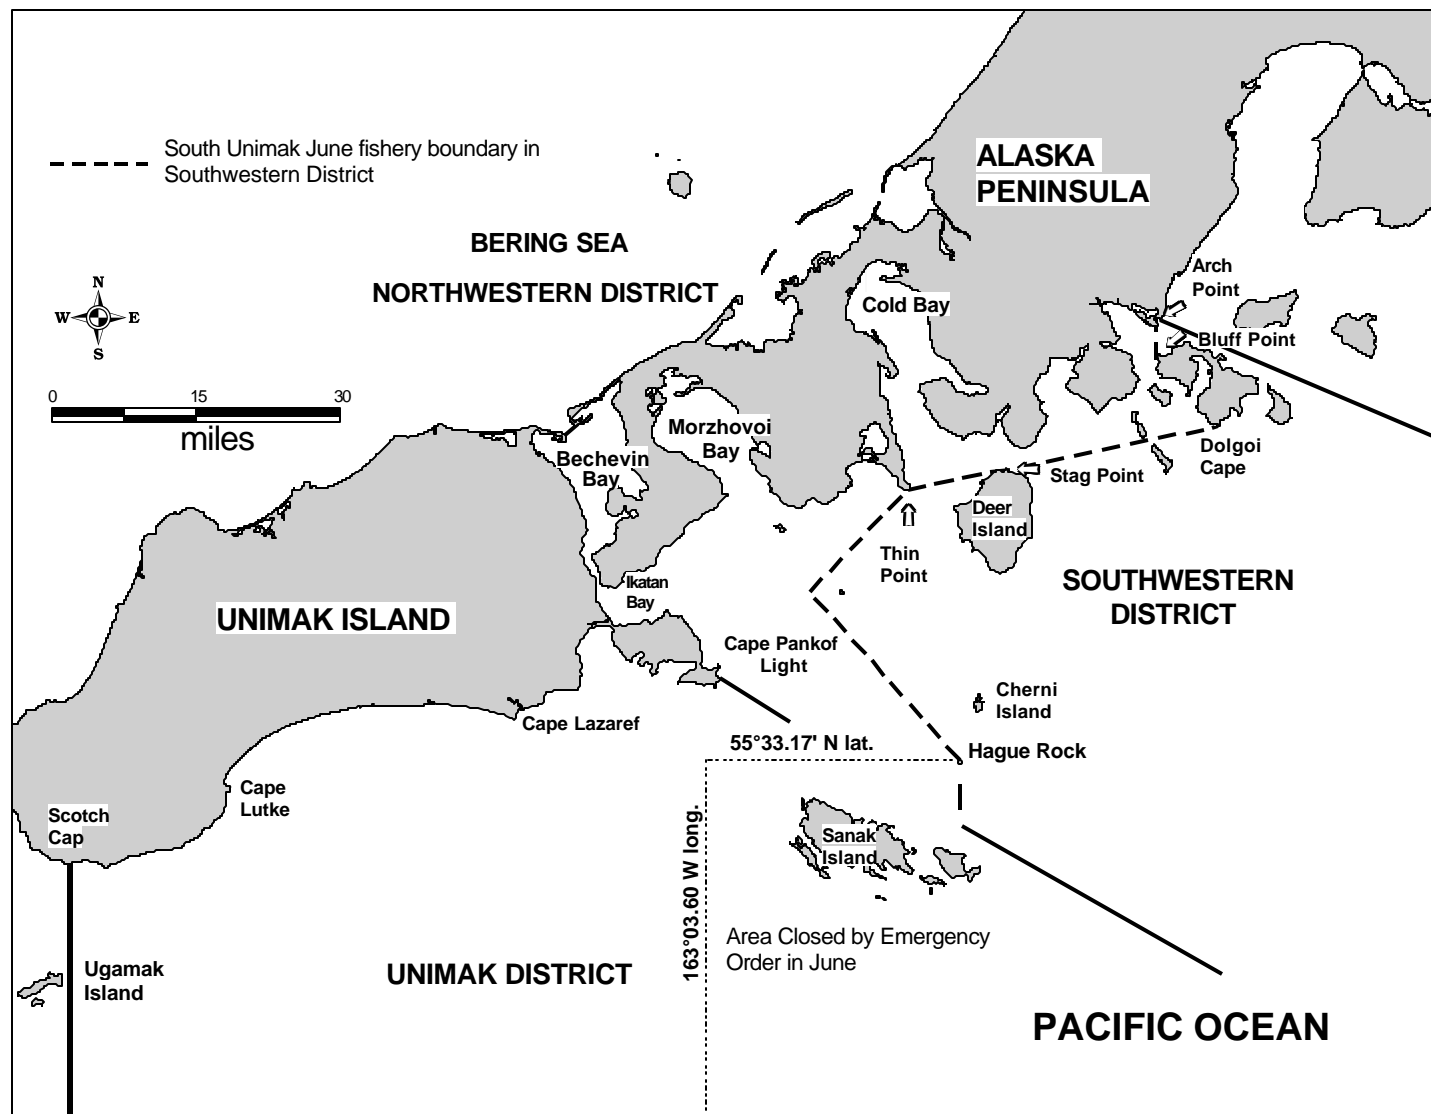 South Unimak June fishery boundary in
Southwestern District
ALASKA
PENINSULA
BERING SEA
NORTHWESTERN DISTRICT
N
W
E
S
Arch
Point
Cold Bay
Bluff Point
0
15
30
miles
Morzhovoi
Bay
Bechevin
Bay
Dolgoi
Cape
Stag Point
Deer
Island
Thin
Point
SOUTHWESTERN
DISTRICT
Ikatan
Bay
UNIMAK ISLAND
Cape Pankof
Light
Cherni
Island
Cape Lazaref
55°33.17' N lat.
Hague Rock
Cape
Lutke
Scotch
Cap
Sanak
Island
163°03.60 W long.
Area Closed by Emergency
Order in June
Ugamak
Island
UNIMAK DISTRICT
PACIFIC OCEAN